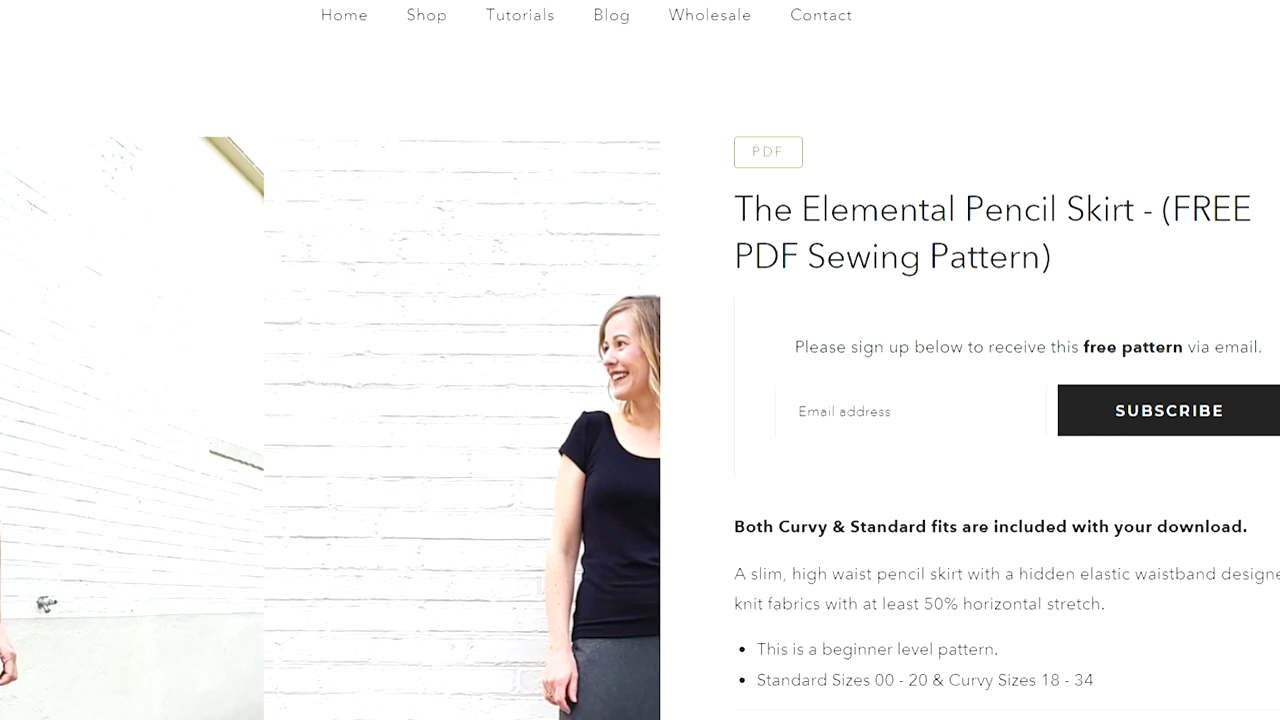 Home Shop Tutorials Blog Wholesale Contact
PDF
The Elemental Pencil Skirt - (FREE
PDF Sewing Pattern)
Please sign up below to receive this free pattern via email.
Email address SUBSCRIBE
Both Curvy & Standard fits are included with your download.
A slim, high waist pencil skirt with a hidden elastic waistband designe
knit fabrics with at least 50% horizontal stretch.
• This is a beginner level pattern.
• Standard Sizes 00 - 20 & Curvy Sizes 18 - 34